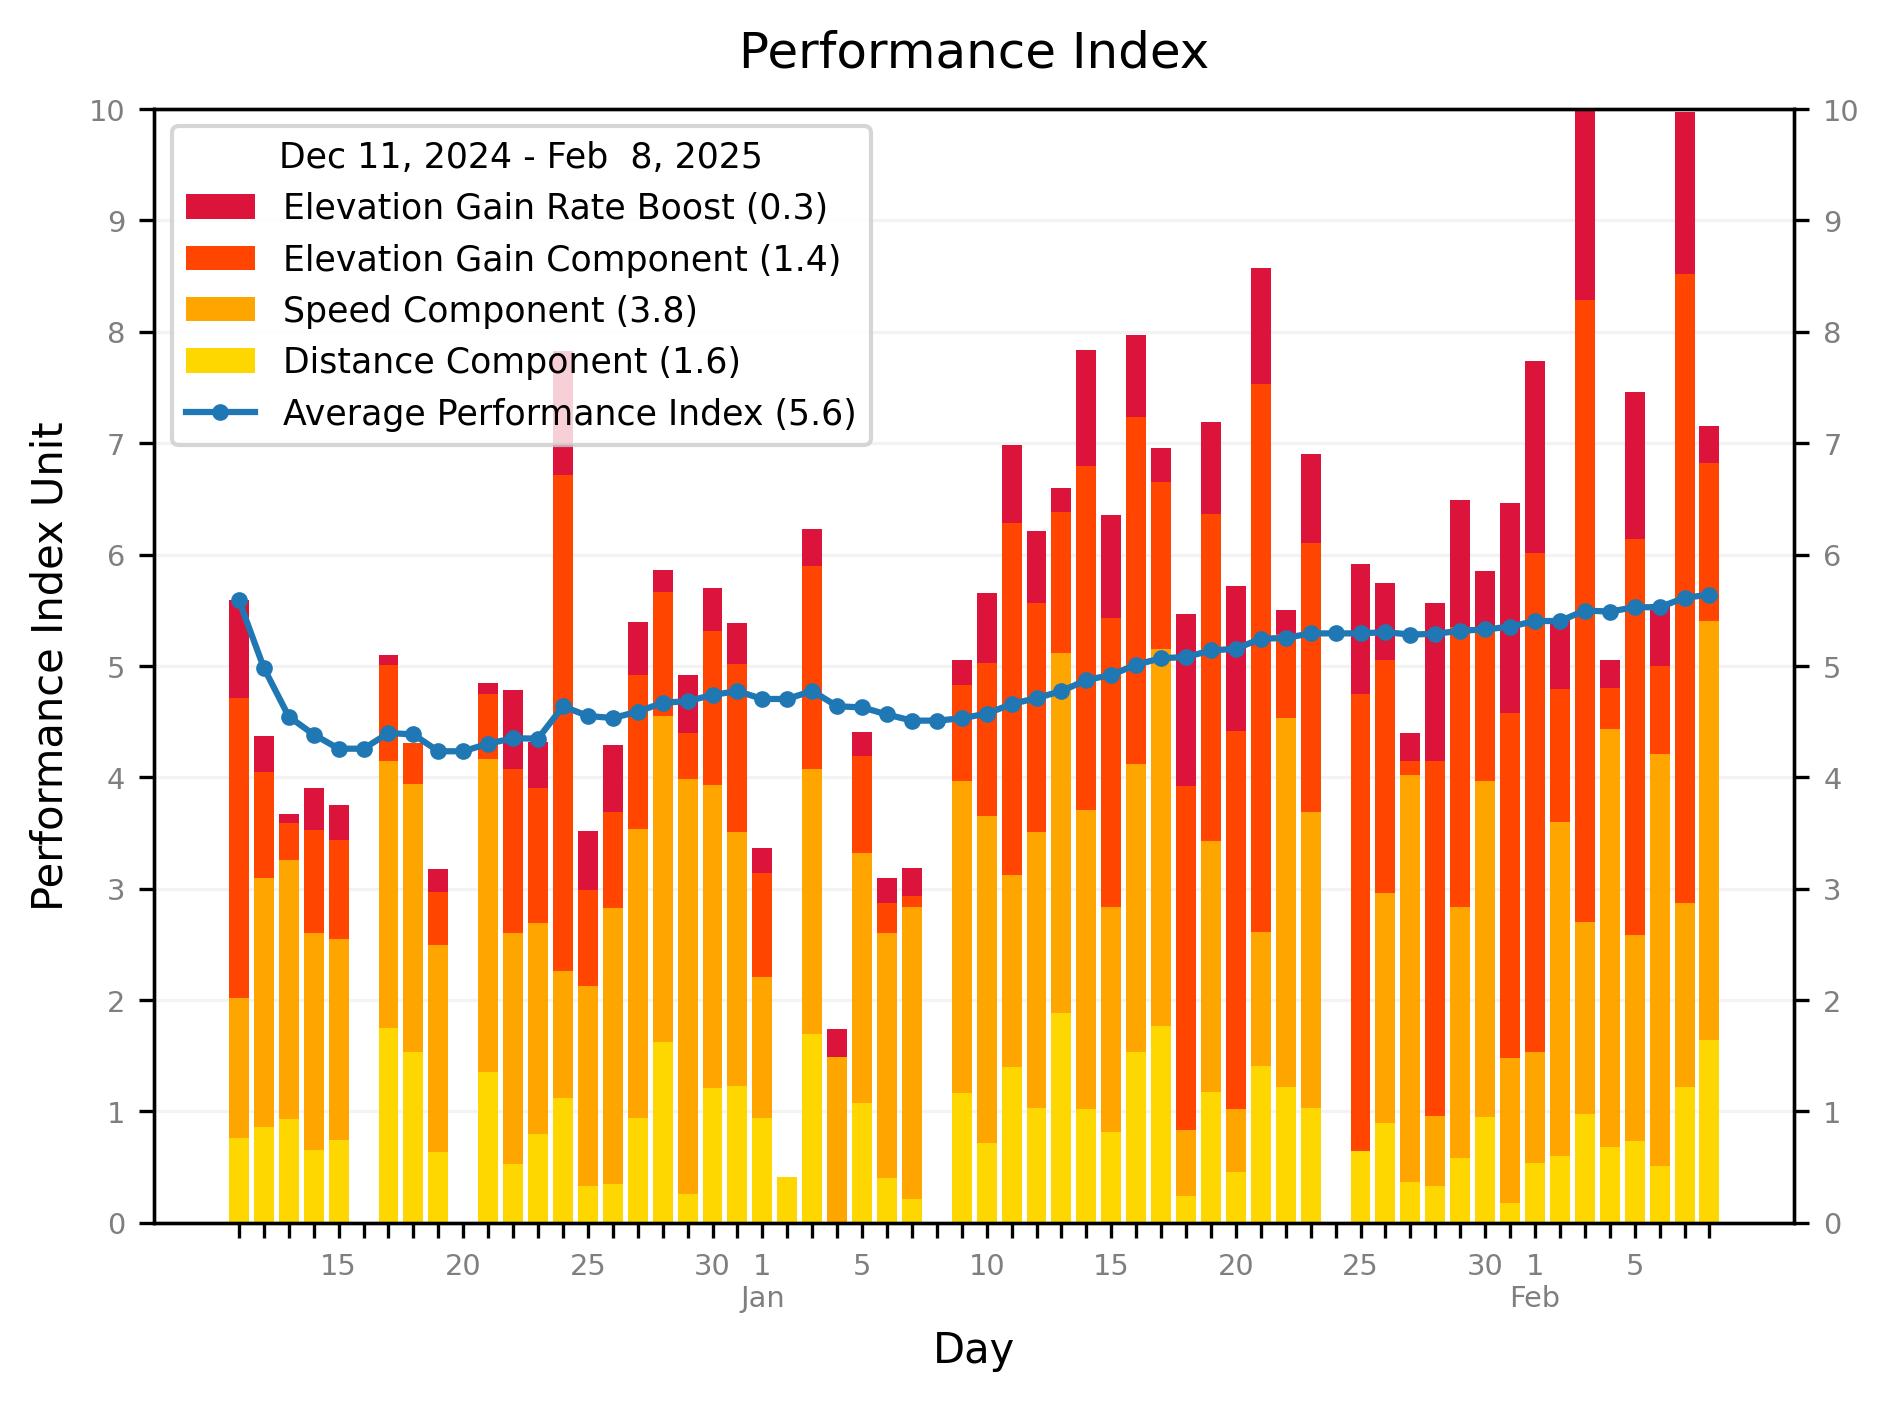 Performance Index
Dec 11, 2024 - Feb  8, 2025
Elevation Gain Rate Boost (0.3)
Elevation Gain Component (1.4)
Speed Component (3.8)
Distance Component (1.6)
Average Performance Index (5.6)
Performance Index Unit
10 10
9 9
8 8
7 7
6 6
5 5
4 4
3 3
2 2
1 1
0 0
15 20 25 30 1 5 10 15 20 25 30 1 5
Jan Feb
Day